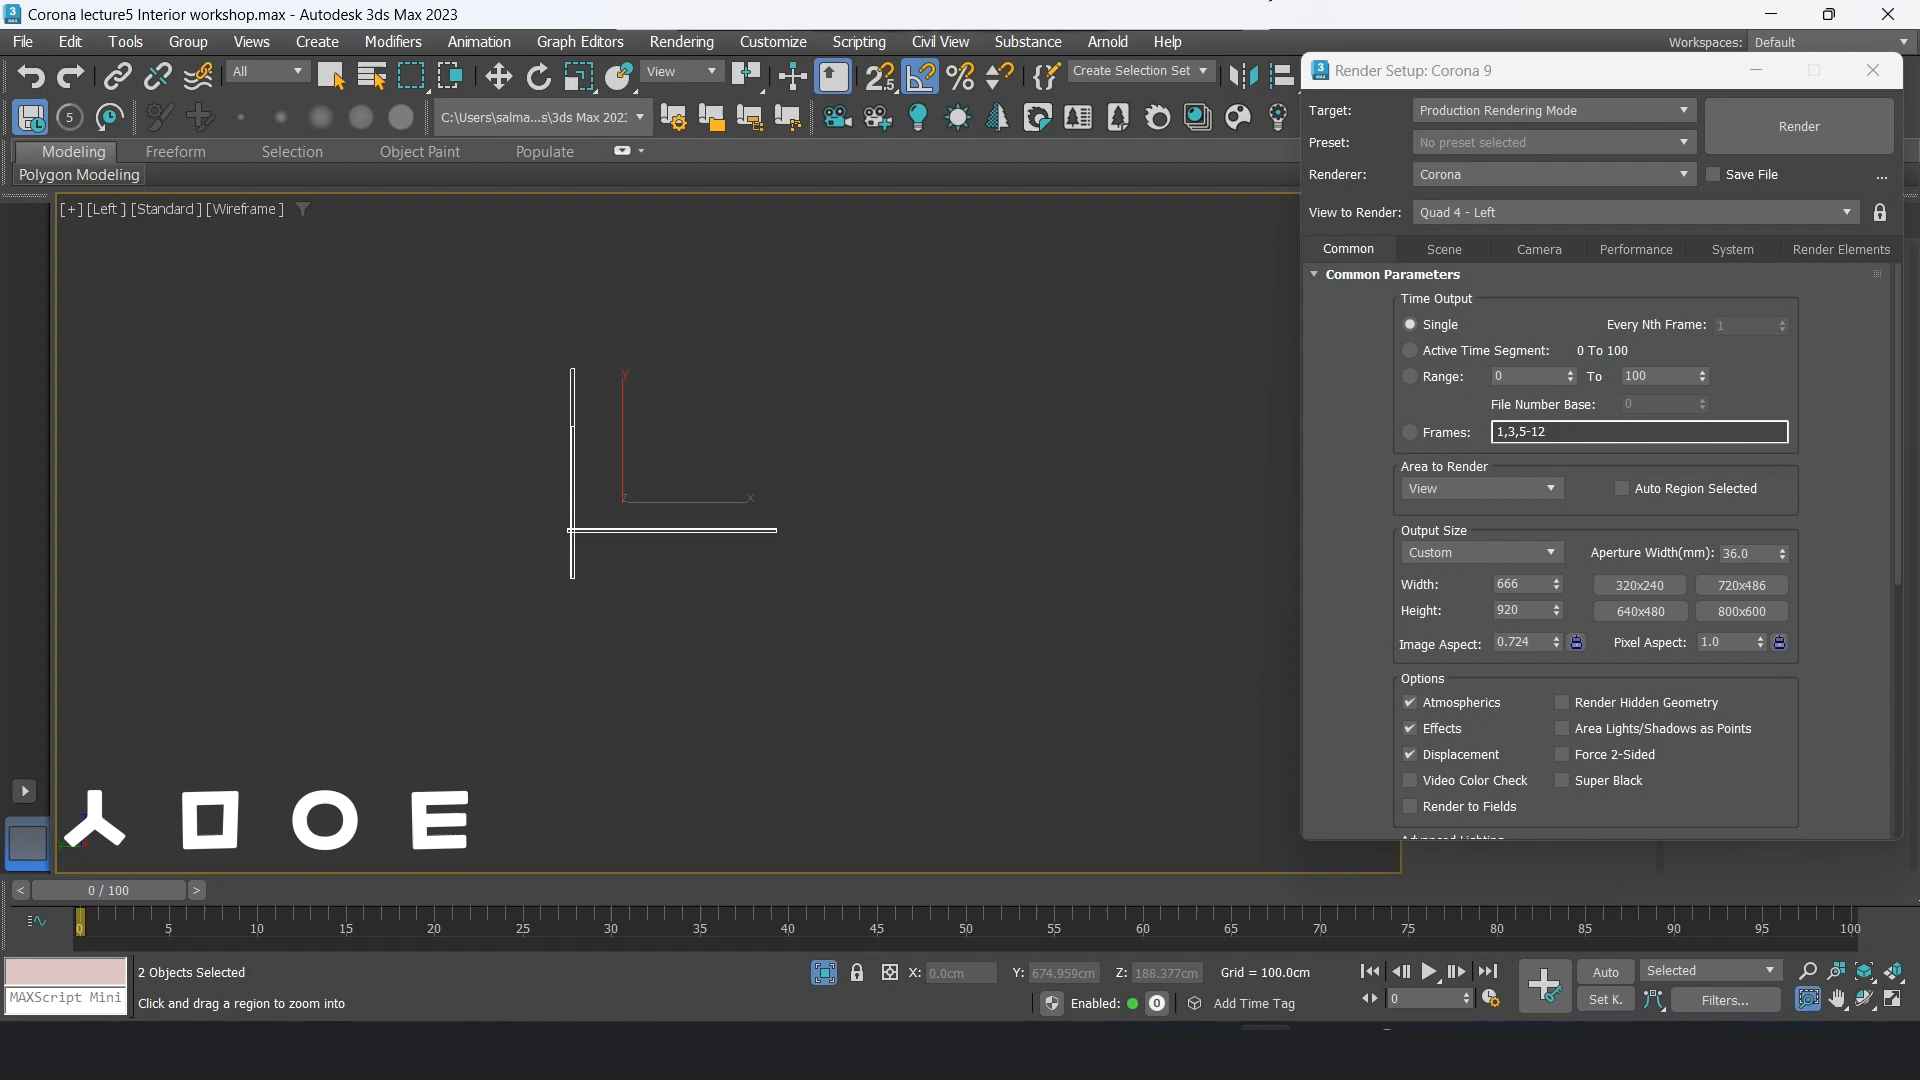 Corona lecture5 Interior workshop.max - Autodesk 3ds Max 2023
File Edit Tools Group Views Create Modifiers Animation Graph Editors Rendering Customize Scripting Civil View Substance Arnold Help
Workspaces: Default
All View Create Selection Set
5 C:\Users\salma...s\3ds Max 202
Modeling Freeform Selection Object Paint Populate
Polygon Modeling
[+] [Left ] [Standard ] [Wireframe ]
y
z x
0 / 100
0 5 10 15 20 25 30 35 40 45 50 55 60 65 70 75 80 85 90 95 100
2 Objects Selected
MAXScript Mini
Click and drag a region to zoom into
X: 0.0cm Y: 674.959cm Z: 188.377cm Grid = 100.0cm
Enabled: 0 Add Time Tag
0
Auto Selected
Set K. Filters...
3 Render Setup: Corona 9
Target: Production Rendering Mode
Render
Preset: No preset selected
Renderer: Corona Save File ...
View to Render: Quad 4 - Left
Common Scene Camera Performance System Render Elements
Common Parameters
Time Output
Single Every Nth Frame: 1
Active Time Segment: 0 To 100
Range: 0 To 100
File Number Base: 0
Frames: 1,3,5-12
Area to Render
View Auto Region Selected
Output Size
Custom Aperture Width(mm): 36.0
Width: 666 320x240 720x486
Height: 920 640x480 800x600
Image Aspect: 0.724 Pixel Aspect: 1.0
Options
Atmospherics Render Hidden Geometry
Effects Area Lights/Shadows as Points
Displacement Force 2-Sided
Video Color Check Super Black
Render to Fields